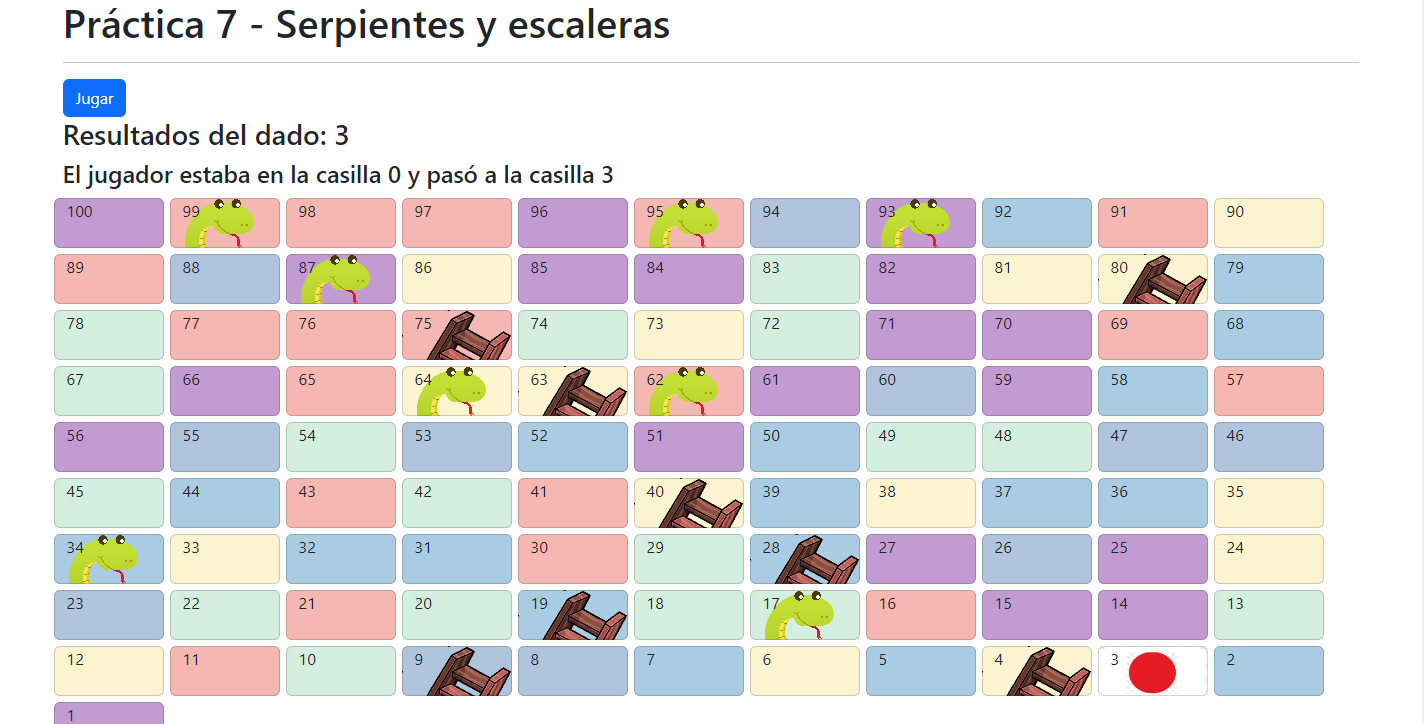 Práctica 7 - Serpientes y escaleras
Jugar
Resultados del dado: 3
El jugador estaba en la casilla 0 y pasó a la casilla 3
100 99 98 97 96 95 94 93 92 91 90
89 88 87 86 85 84 83 82 81 80 79
78 77 76 75 74 73 72 71 70 69 68
67 66 65 64 63 62 61 60 59 58 57
56 55 54 53 52 51 50 49 48 47 46
45 44 43 42 41 40 39 38 37 36 35
34 33 32 31 30 29 28 27 26 25 24
23 22 21 20 19 18 17 16 15 14 13
12 11 10 9 8 7 6 5 4 3 2
1